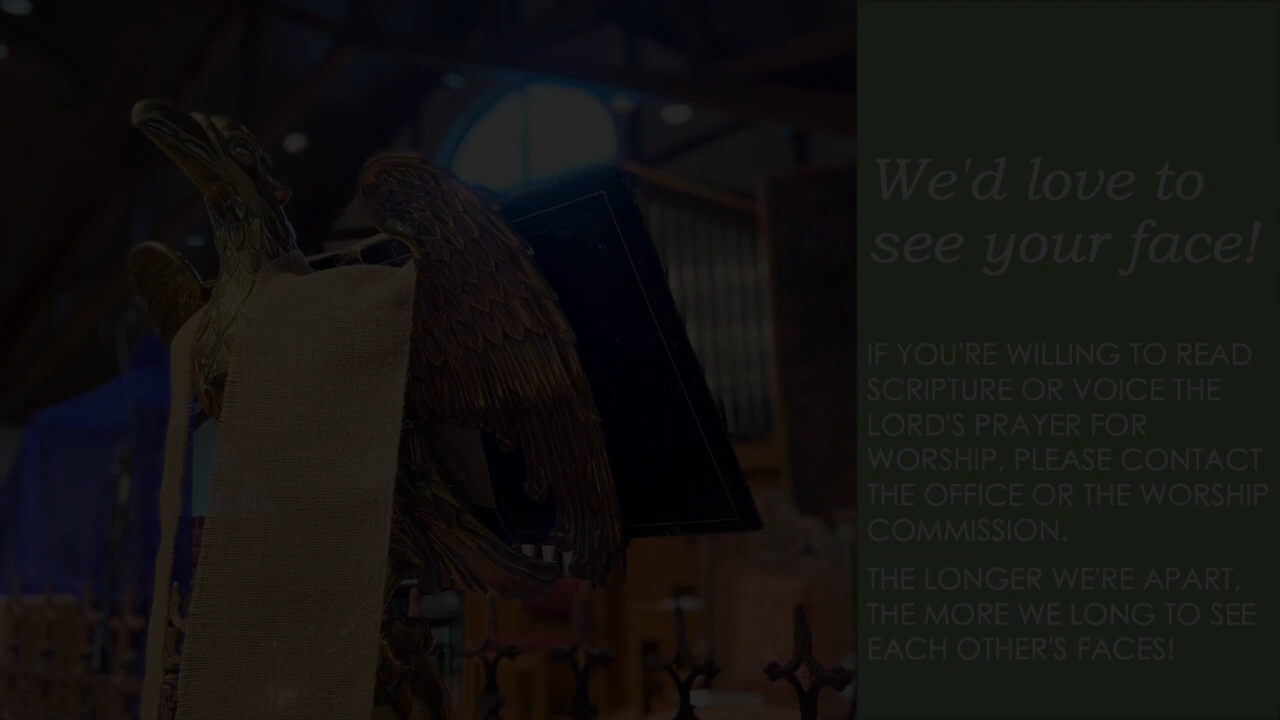 We'd love to
see your face!
IF YOU'RE WILLING TO READ
SCRIPTURE OR VOICE THE
LORD'S PRAYER FOR
WORSHIP, PLEASE CONTACT
THE OFFICE OR THE WORSHIP
COMMISSION.
THE LONGER WE'RE APART,
THE MORE WE LONG TO SEE
EACH OTHER'S FACES!